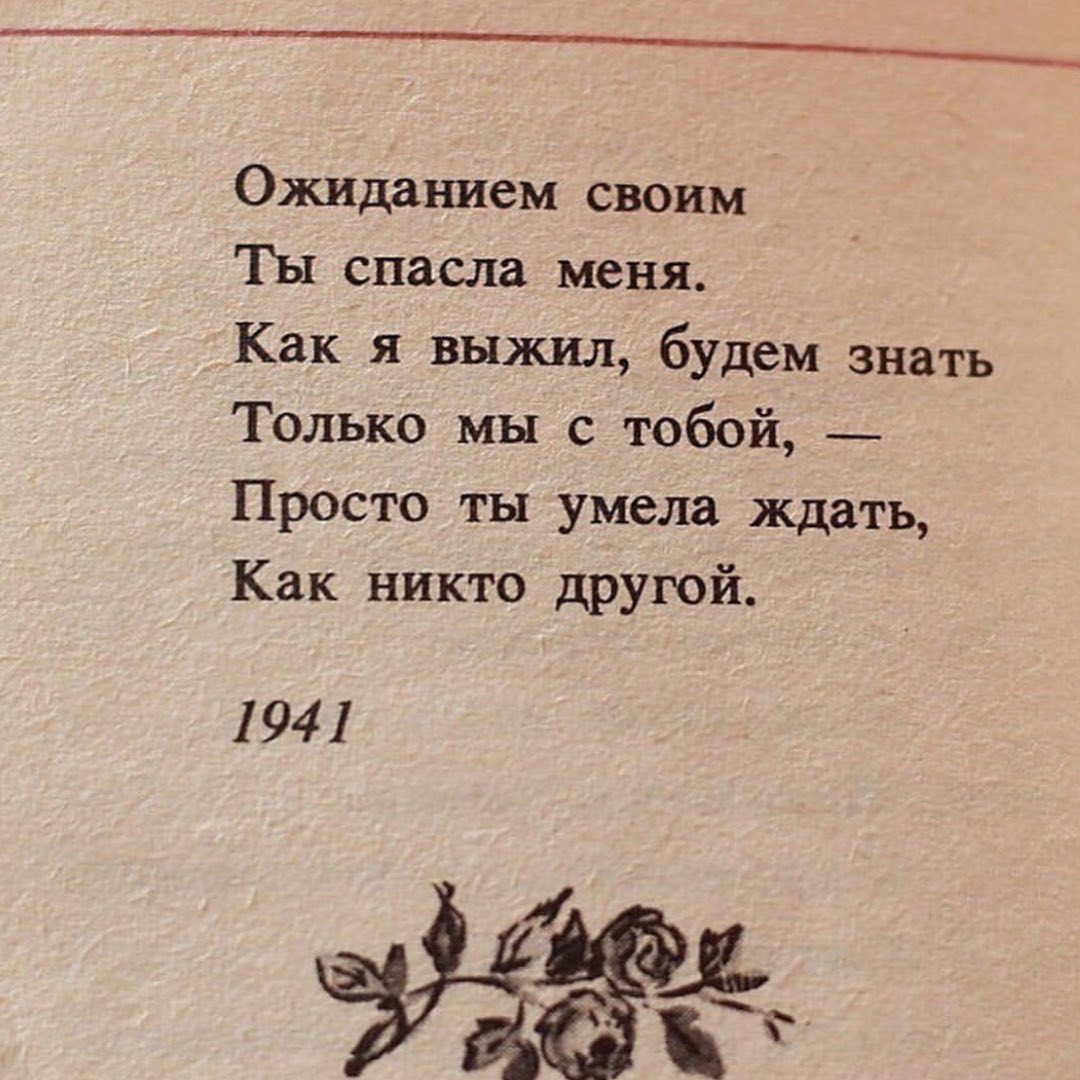 Ожиданием своим
Ты спасла меня.
Как я выжил, будем знать
Только мы с тобой, —
Просто ты умела ждать,
Как никто другой.
1941